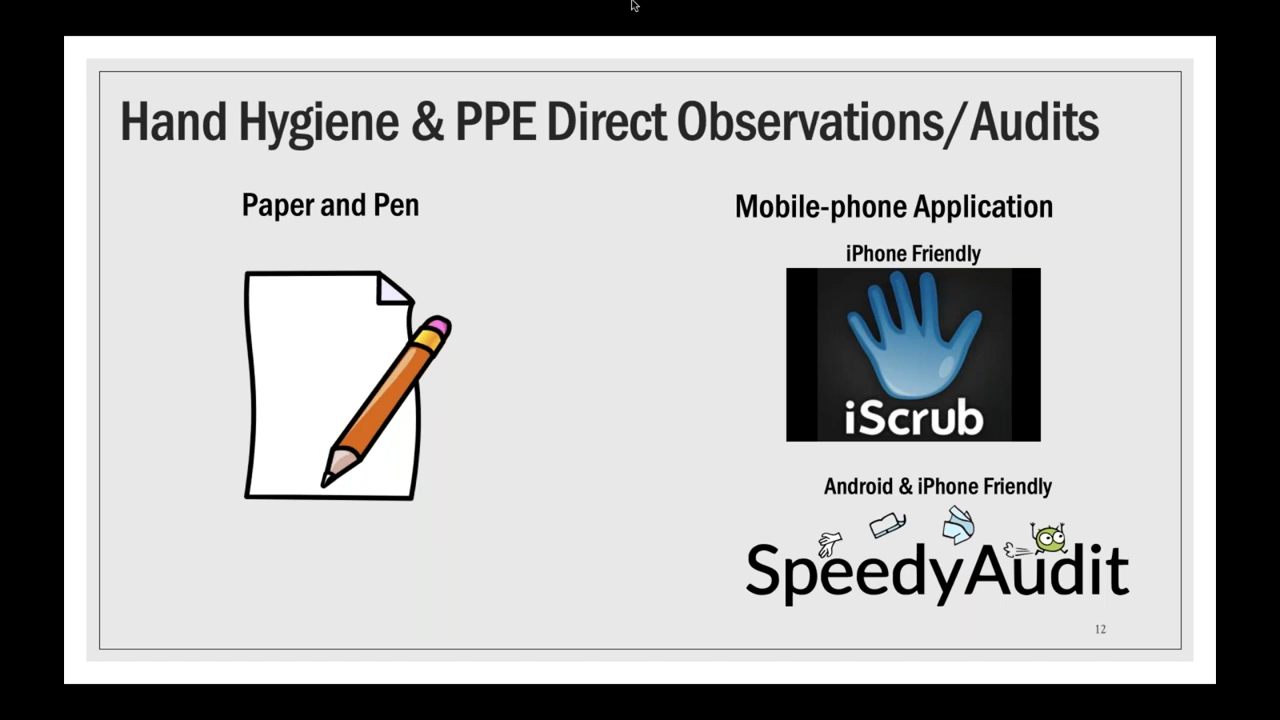 Hand Hygiene & PPE Direct Observations/Audits
Paper and Pen
Mobile-phone Application
iPhone Friendly
iScrub
Android & iPhone Friendly
SpeedyAudit
12